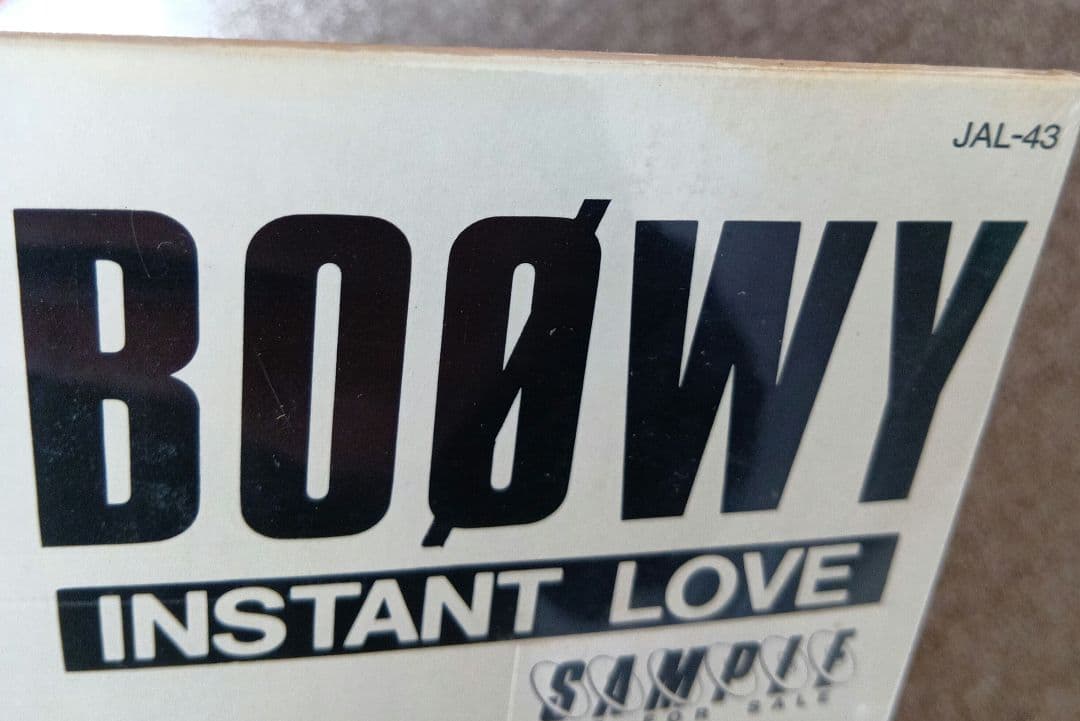 JAL-43
BOØWY
INSTANT LOVE
SAMPLE
FOR SALE